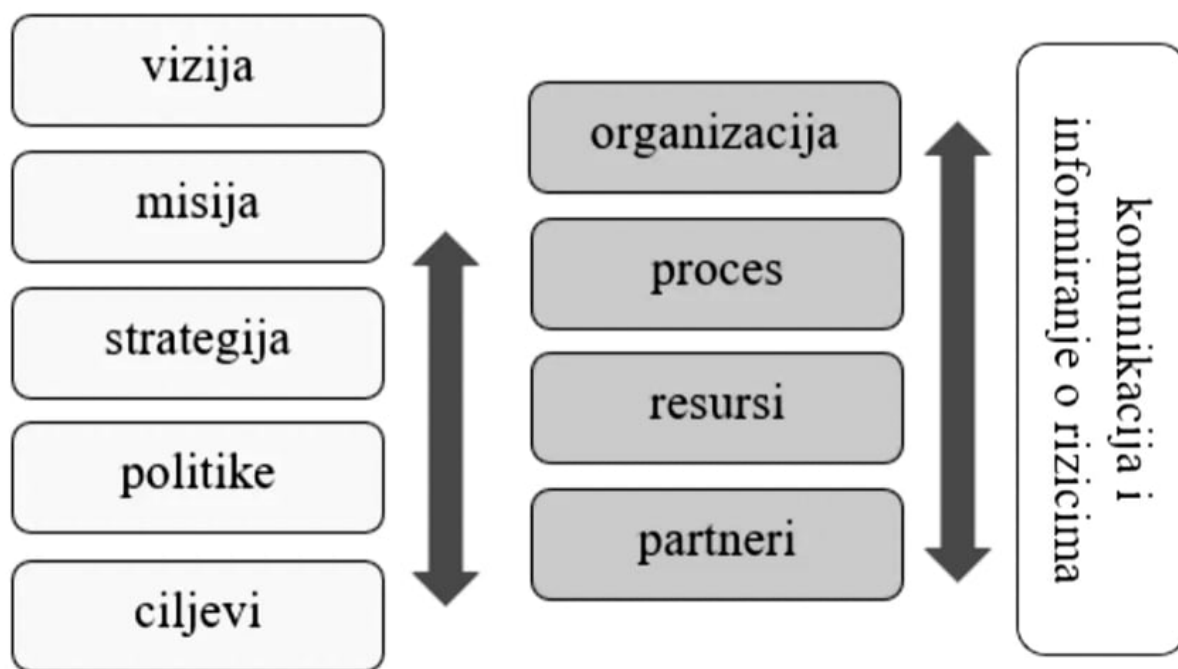 vizija
misija
strategija
politike
ciljevi
organizacija
proces
resursi
partneri
komunikacija i
informiranje o rizicima